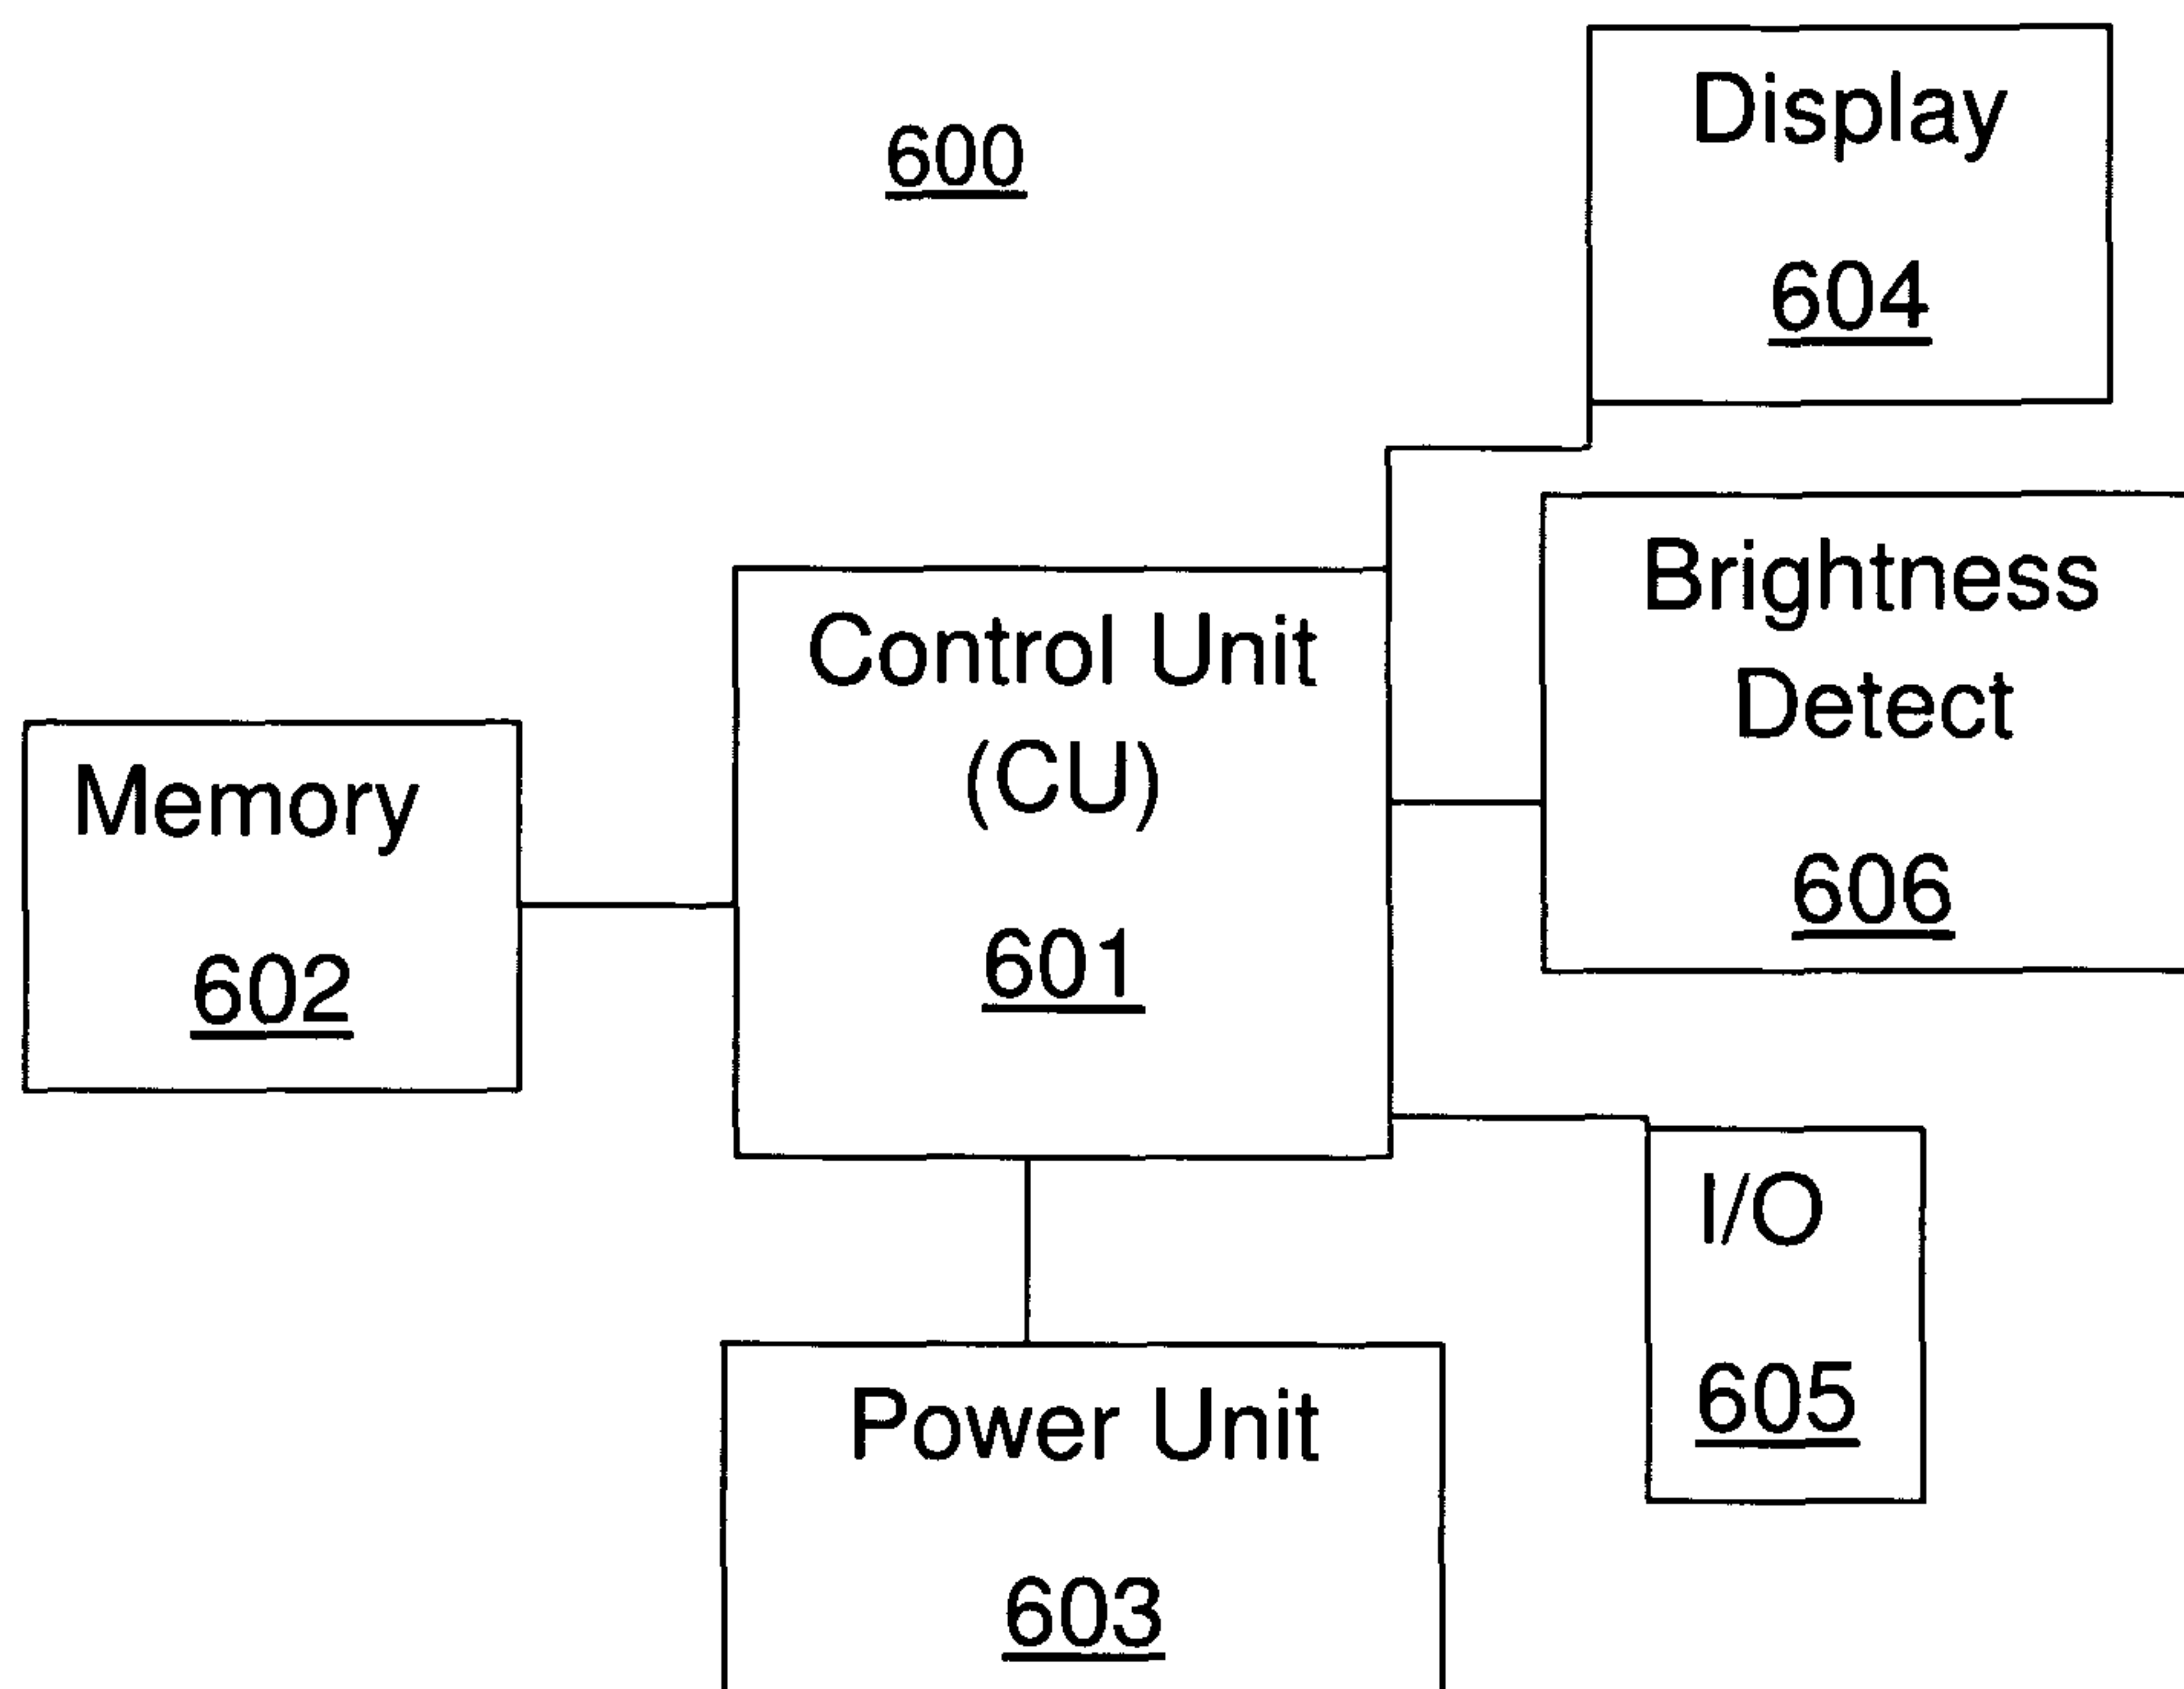 600
Display
604
Brightness
Detect
606
Control Unit
(CU)
601
Memory
602
I/O
605
Power Unit
603